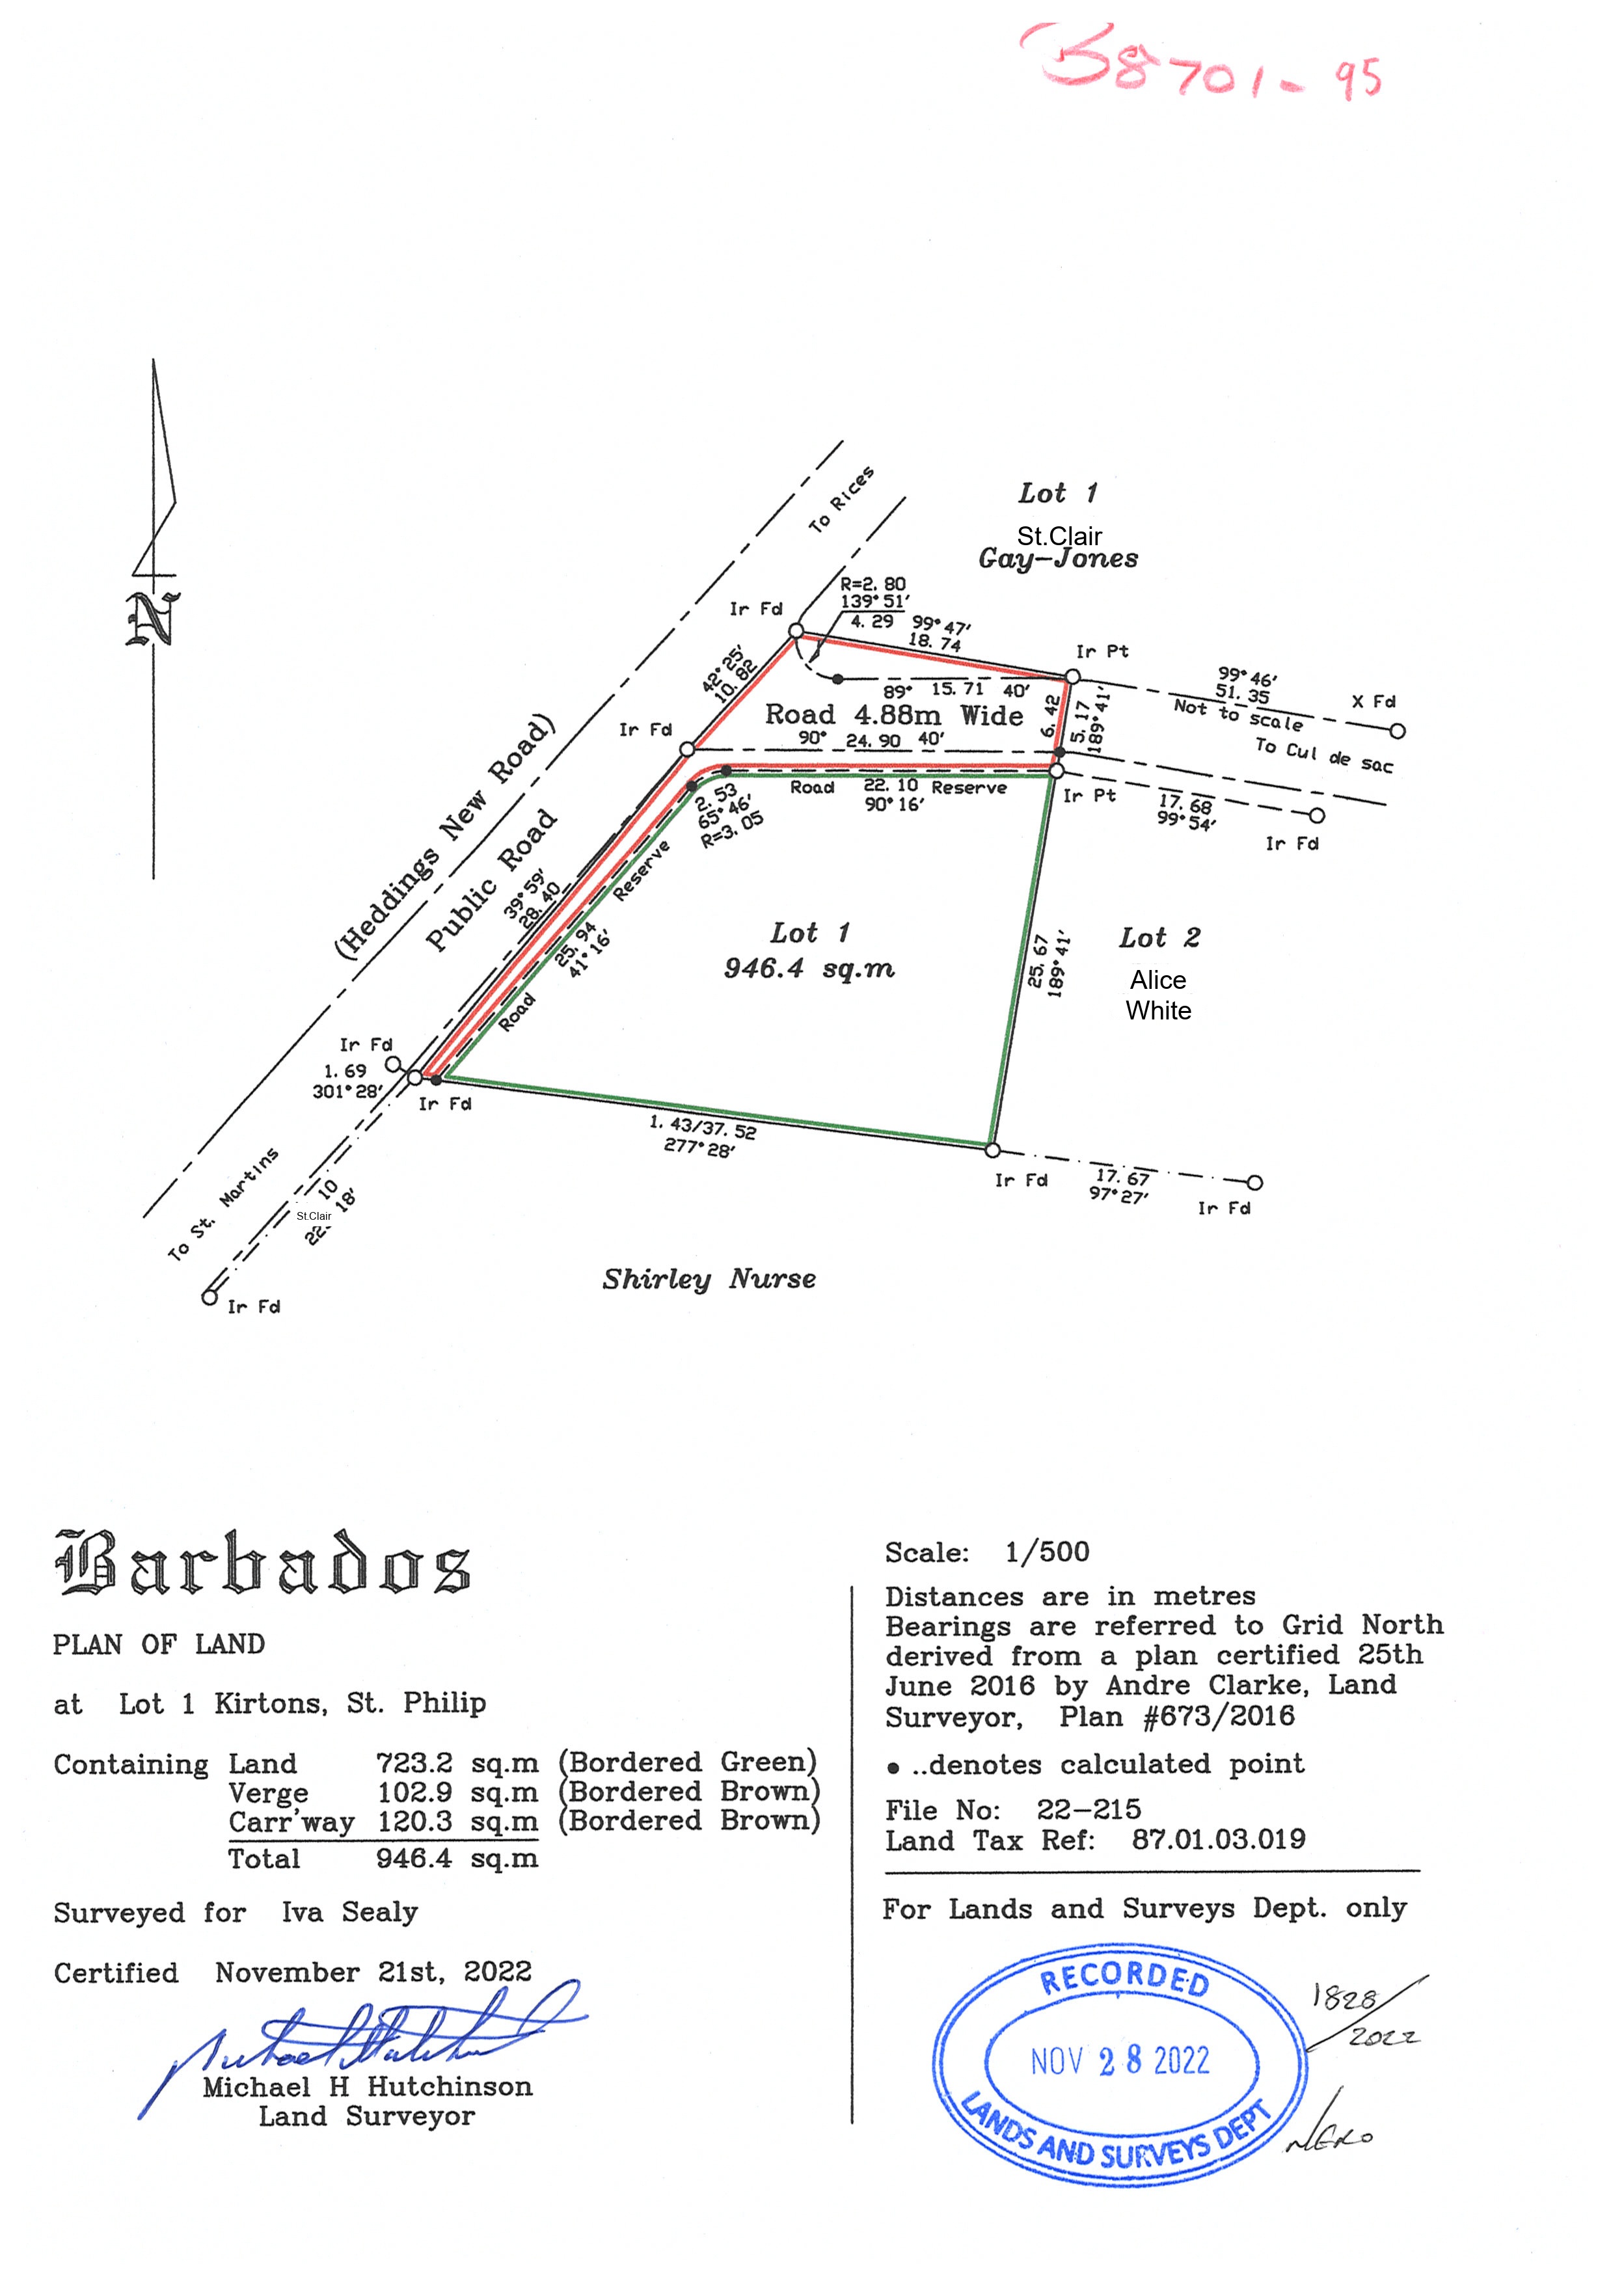 58701-95
To Rices
Lot 1
St.Clair
Gay-Jones
R=2.80
139°51'
4.29
Ir Fd
99°47'
18.74
Ir Pt
42°25'
10.82
99°46'
51.35
Not to scale
X Fd
89° 15.71 40'
6.42
5.17
189°41'
Road 4.88m Wide
Ir Fd
90° 24.90 40'
To Cul de sac
(Heddings New Road)
Public Road
Road 22.10 Reserve
90°16'
Ir Pt
17.68
99°54'
Ir Fd
2.53
65°46'
R=3.05
39°59'
28.40
Reserve
25.94
41°16'
Road
Lot 1
946.4 sq.m
25.67
189°41'
Lot 2
Alice
White
Ir Fd
1.69
301°28'
Ir Fd
1.43/37.52
277°28'
Ir Fd
17.67
97°27'
Ir Fd
To St. Martins
10
St.Clair
22- 18'
Ir Fd
Shirley Nurse
N
Barbados
PLAN OF LAND
at Lot 1 Kirtons, St. Philip
Containing Land 723.2 sq.m (Bordered Green)
Verge 102.9 sq.m (Bordered Brown)
Carr'way 120.3 sq.m (Bordered Brown)
Total 946.4 sq.m
Surveyed for Iva Sealy
Certified November 21st, 2022
Michael H Hutchinson
Land Surveyor
Scale: 1/500
Distances are in metres
Bearings are referred to Grid North
derived from a plan certified 25th
June 2016 by Andre Clarke, Land
Surveyor, Plan #673/2016
● ..denotes calculated point
File No: 22-215
Land Tax Ref: 87.01.03.019
For Lands and Surveys Dept. only
RECORDED
NOV 28 2022
LANDS AND SURVEYS DEPT
1828/
2022